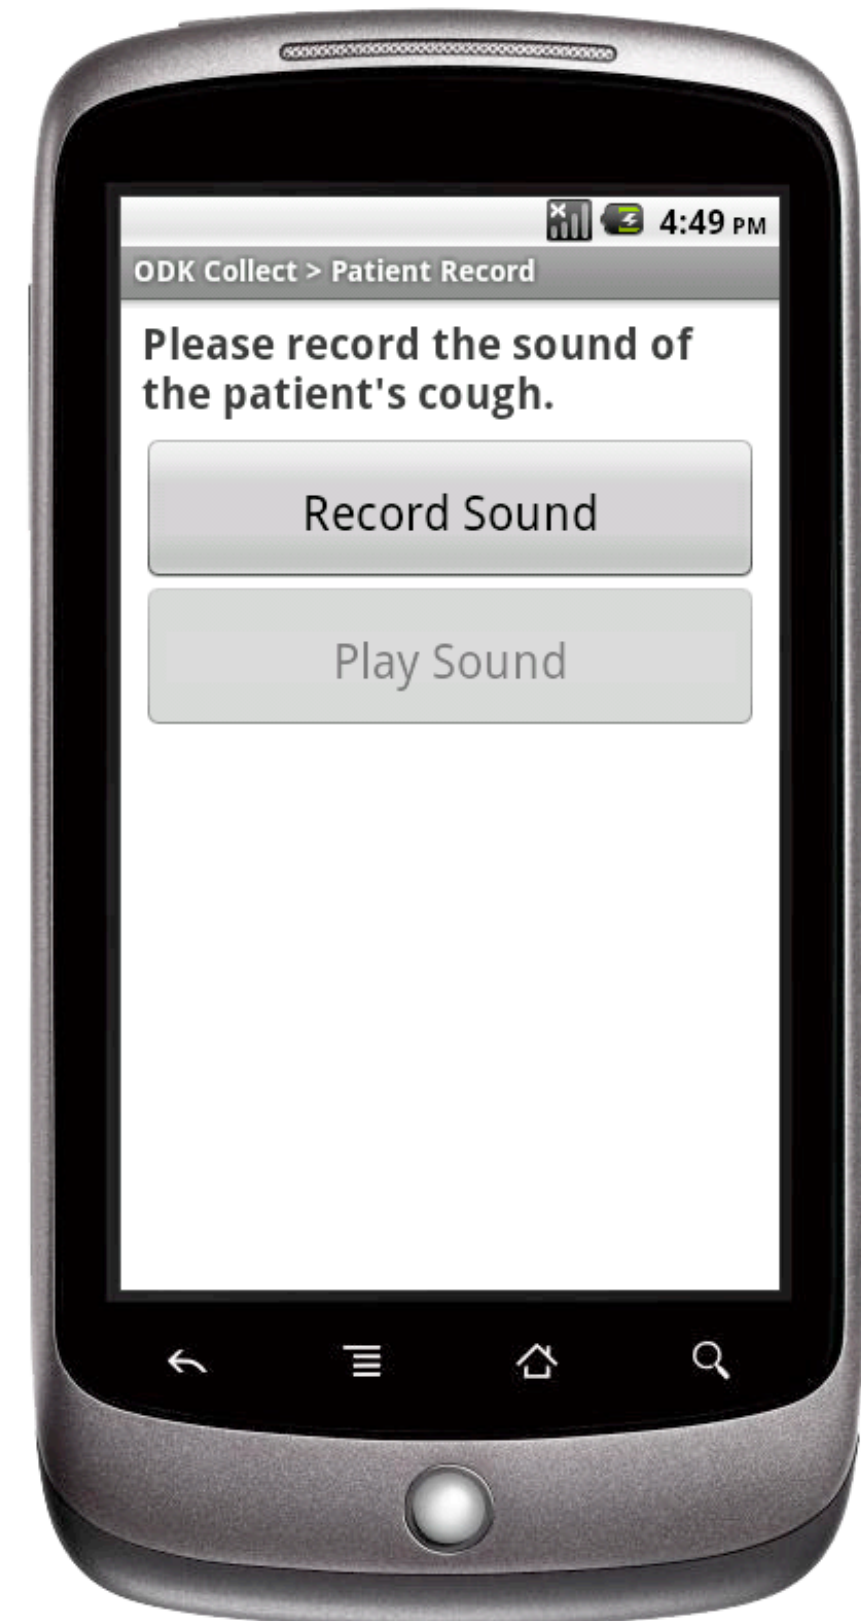 4:49 PM
ODK Collect > Patient Record
Please record the sound of
the patient's cough.
Record Sound
Play Sound